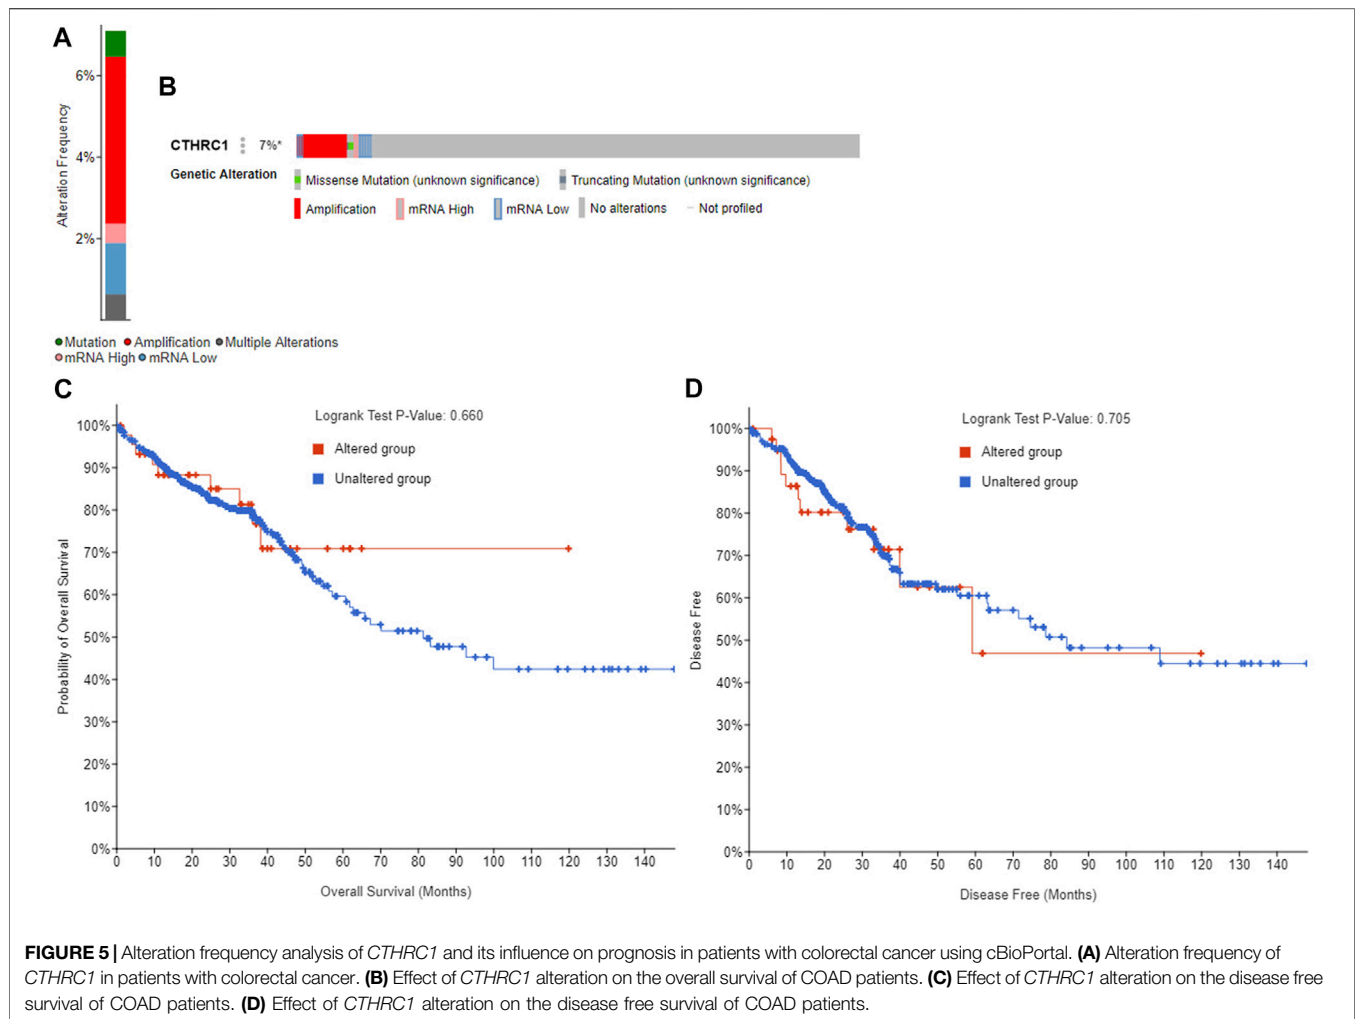 A
6%
4%
2%
Alteration Frequency
Mutation Amplification Multiple Alterations
mRNA High mRNA Low
B
CTHRC1 7%*
Genetic Alteration
Missense Mutation (unknown significance) Truncating Mutation (unknown significance)
Amplification mRNA High mRNA Low No alterations Not profiled
C
Logrank Test P-Value: 0.660
Altered group
Unaltered group
100%
90%
80%
70%
60%
50%
40%
30%
20%
10%
0%
Probability of Overall Survival
0 10 20 30 40 50 60 70 80 90 100 110 120 130 140
Overall Survival (Months)
D
Logrank Test P-Value: 0.705
Altered group
Unaltered group
100%
90%
80%
70%
60%
50%
40%
30%
20%
10%
0%
Disease Free
0 10 20 30 40 50 60 70 80 90 100 110 120 130 140
Disease Free (Months)
FIGURE 5 | Alteration frequency analysis of CTHRC1 and its influence on prognosis in patients with colorectal cancer using cBioPortal. (A) Alteration frequency of
CTHRC1 in patients with colorectal cancer. (B) Effect of CTHRC1 alteration on the overall survival of COAD patients. (C) Effect of CTHRC1 alteration on the disease free
survival of COAD patients. (D) Effect of CTHRC1 alteration on the disease free survival of COAD patients.